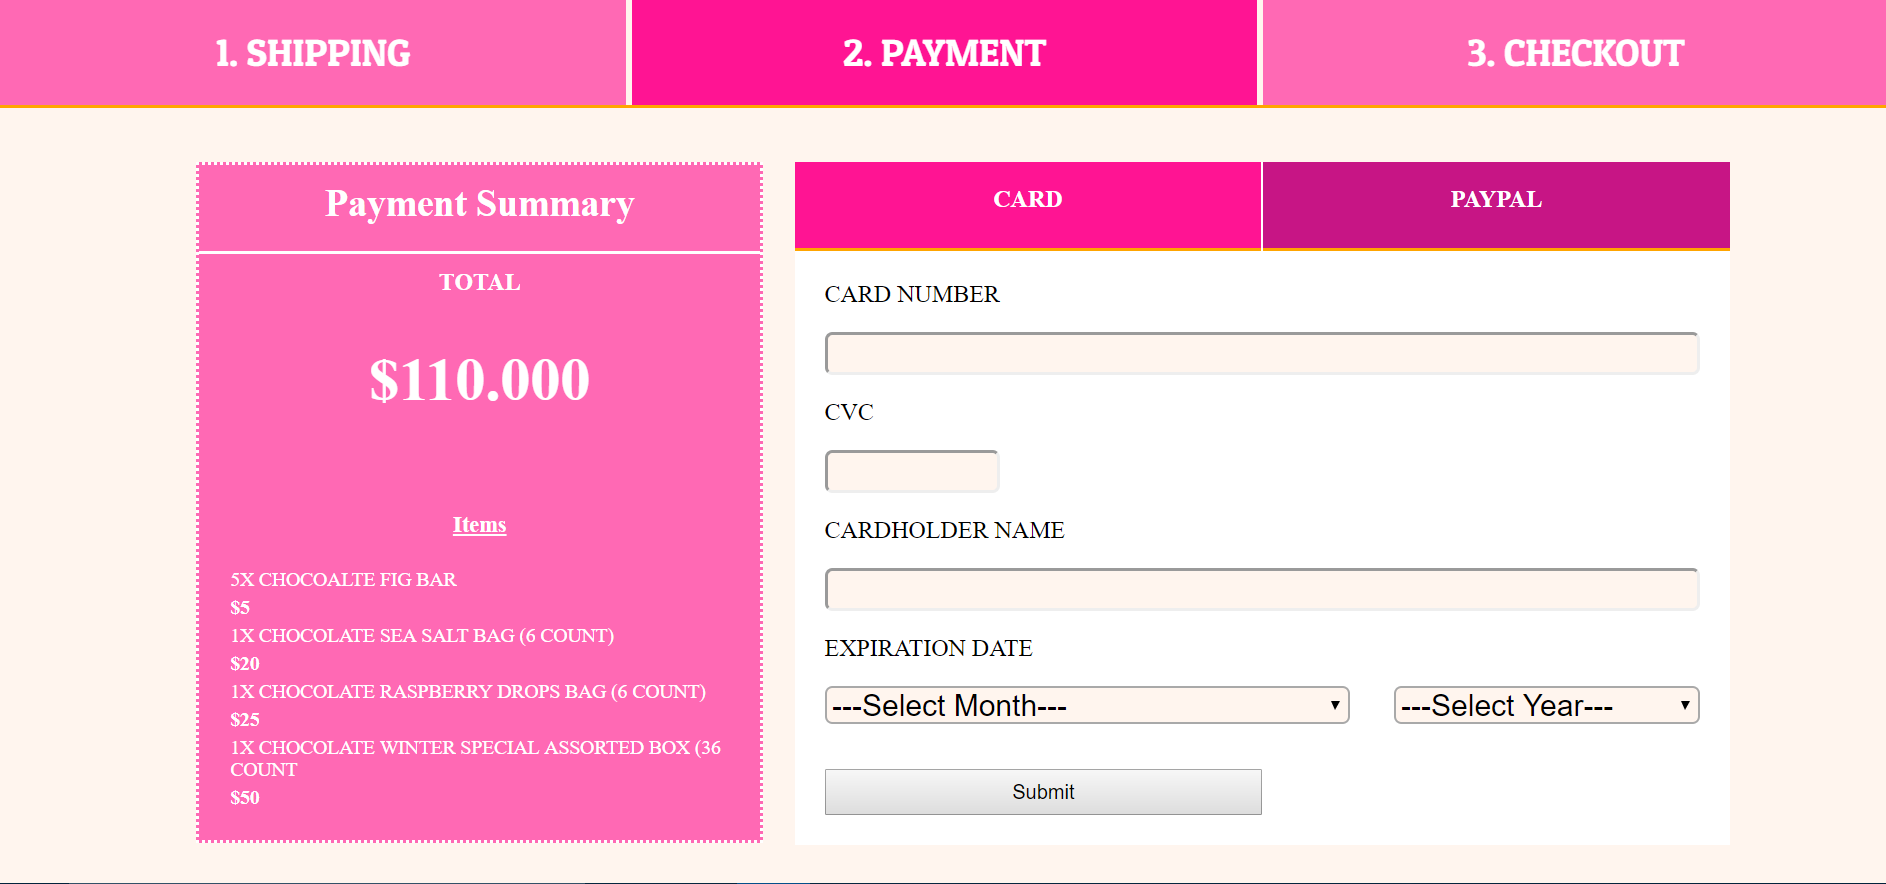 1. SHIPPING
2. PAYMENT
3. CHECKOUT
Payment Summary
TOTAL
$110.000
Items
5X CHOCOALTE FIG BAR
$5
1X CHOCOLATE SEA SALT BAG (6 COUNT)
$20
1X CHOCOLATE RASPBERRY DROPS BAG (6 COUNT)
$25
1X CHOCOLATE WINTER SPECIAL ASSORTED BOX (36
COUNT
$50
CARD
PAYPAL
CARD NUMBER
CVC
CARDHOLDER NAME
EXPIRATION DATE
---Select Month---
---Select Year---
Submit